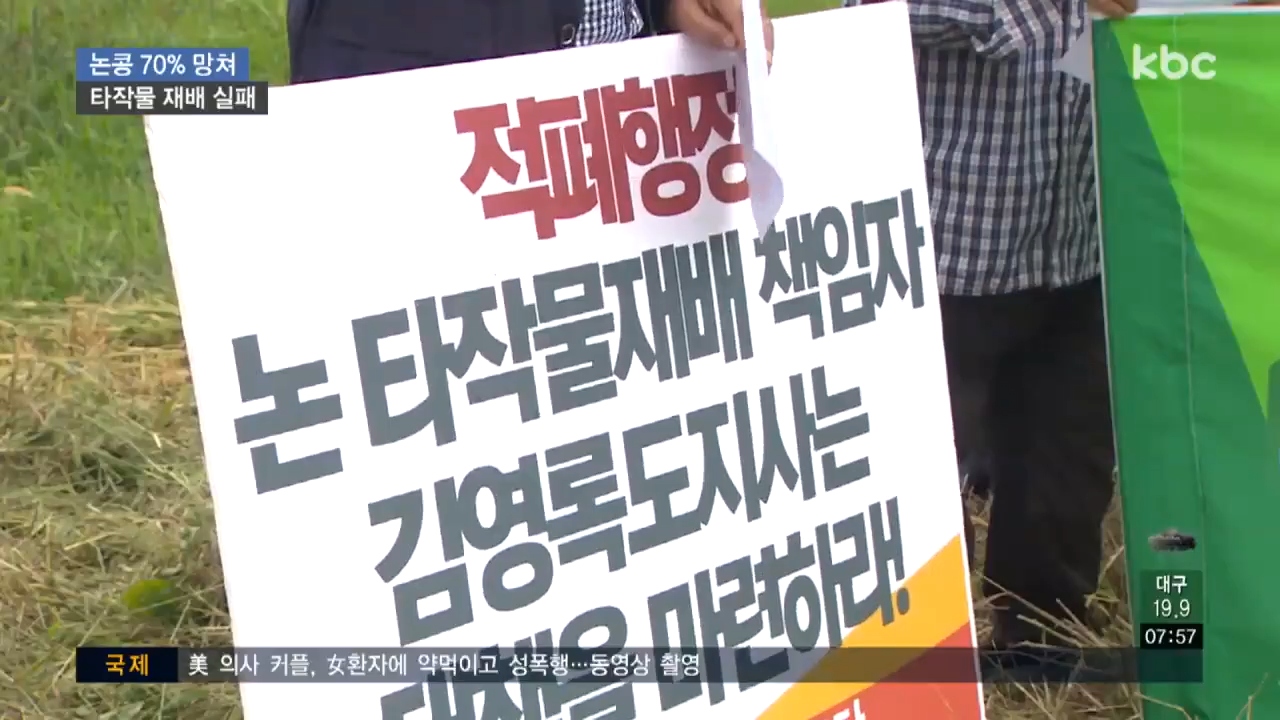 논콩 70% 망쳐
타작물 재배 실패
kbc
적폐행정
논 타작물재배 책임자
김영록도지사는
대책을 마련하라!
대구
19.9
07:57
국제 美 의사 커플, 女환자에 약먹이고 성폭행…동영상 촬영